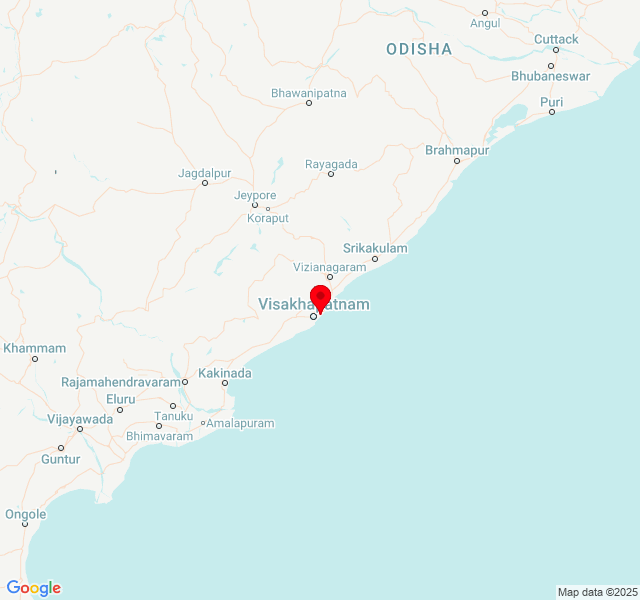 Angul
Cuttack
ODISHA
Bhubaneswar
Bhawanipatna
Puri
Brahmapur
Rayagada
Jagdalpur
Jeypore
Koraput
Srikakulam
Vizianagaram
Visakhapatnam
Khammam
Kakinada
Rajamahendravaram
Eluru
Tanuku
Vijayawada
Amalapuram
Bhimavaram
Guntur
Ongole
Google
Map data ©2025